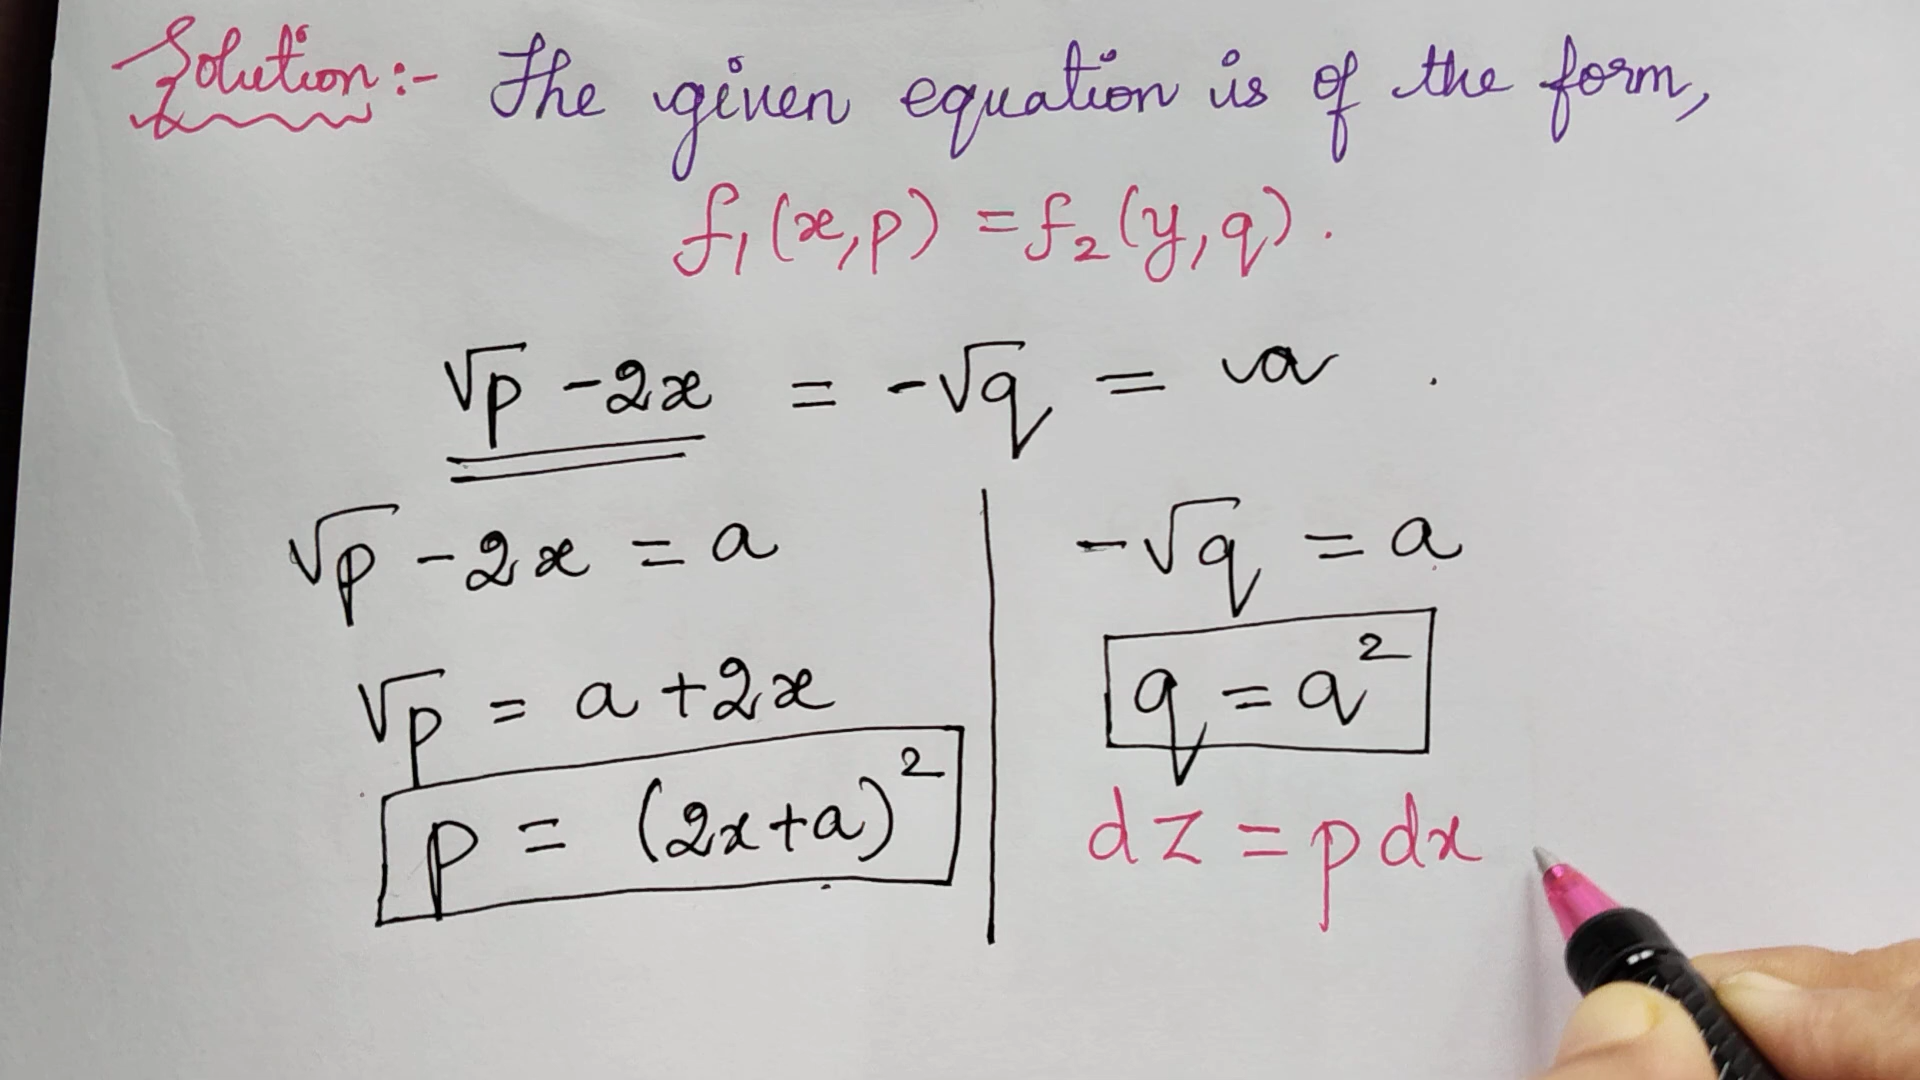 Solution:- The given equation is of the form,
f₁(x,p) = f₂(y,q).
√p - 2x = -√q = a .
√p - 2x = a
√p = a + 2x
p = (2x+a)²
-√q = a
q = a²
dz = p dx